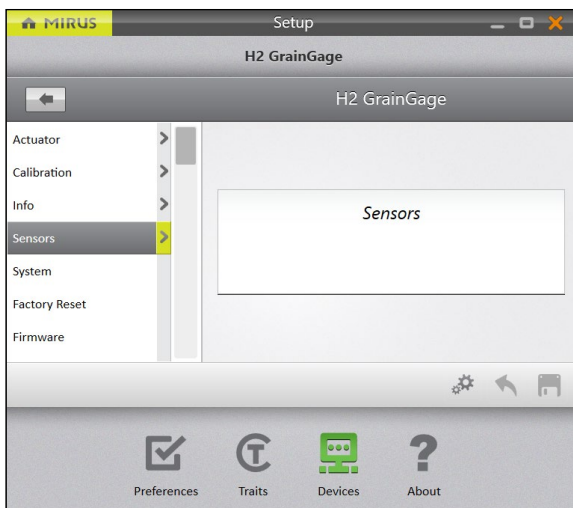 MIRUS
Setup
H2 GrainGage
H2 GrainGage
Actuator
Calibration
Info
Sensors
System
Factory Reset
Firmware
Sensors
Preferences
Traits
Devices
About